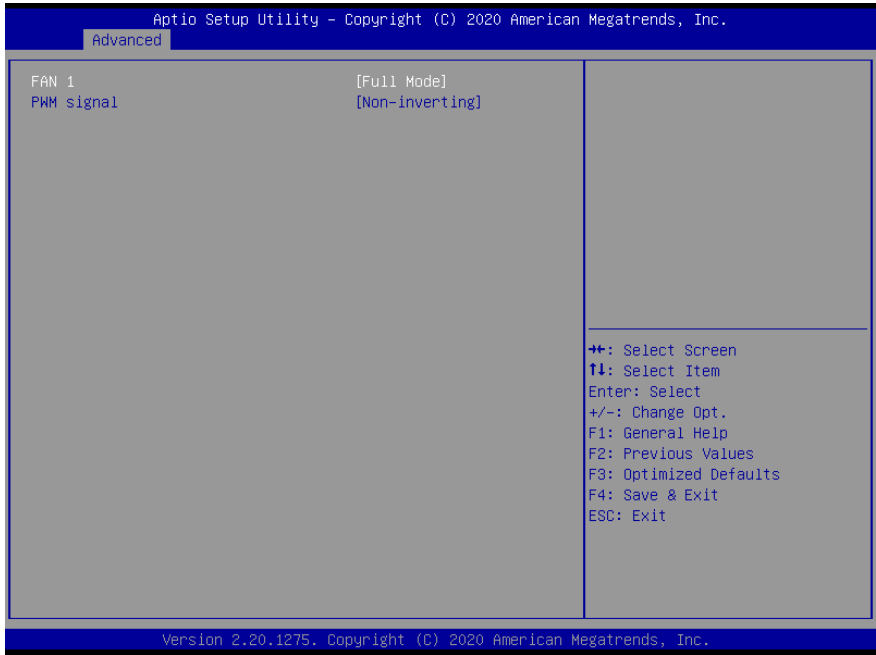 Aptio Setup Utility – Copyright (C) 2020 American Megatrends, Inc.
Advanced
FAN 1 [Full Mode]
PWM signal [Non-inverting]
→←: Select Screen
↑↓: Select Item
Enter: Select
+/-: Change Opt.
F1: General Help
F2: Previous Values
F3: Optimized Defaults
F4: Save & Exit
ESC: Exit
Version 2.20.1275. Copyright (C) 2020 American Megatrends, Inc.